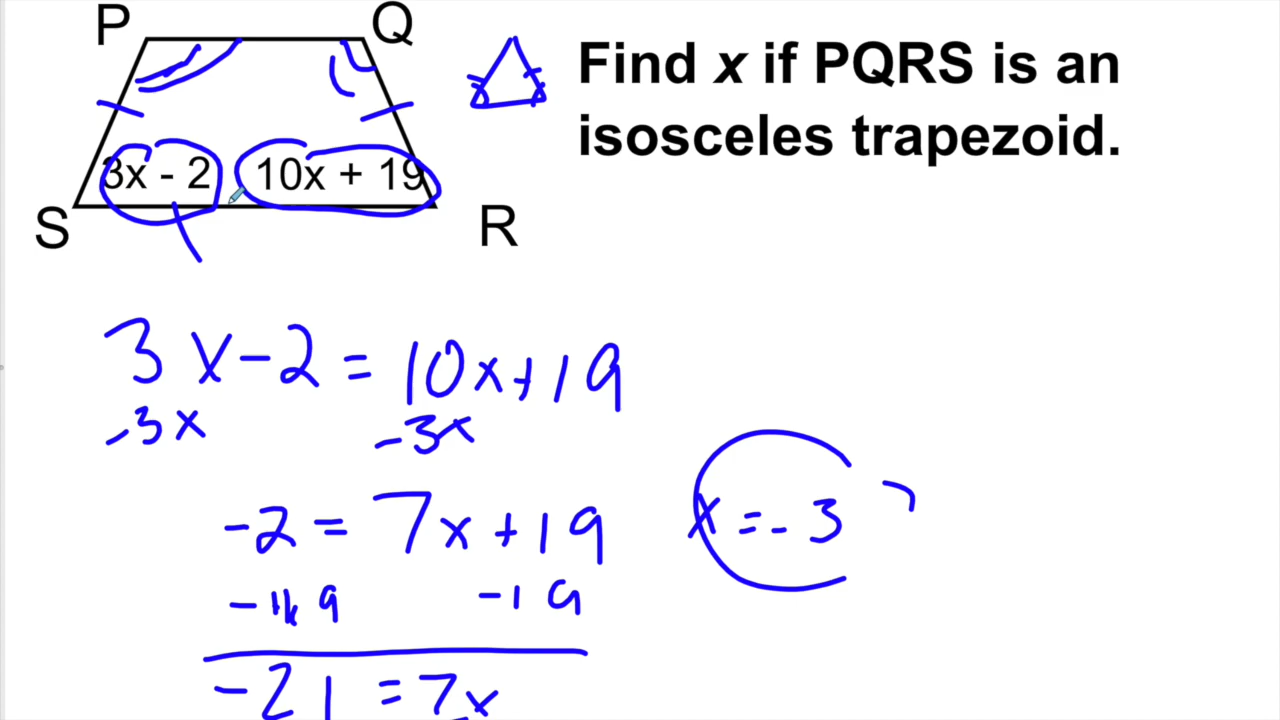 P Q
Find x if PQRS is an
isosceles trapezoid.
3x - 2 10x + 19
S R
3x-2 = 10x+19
-3x -3x
-2 = 7x+19
x = -3
-19 -19
-21 = 7x